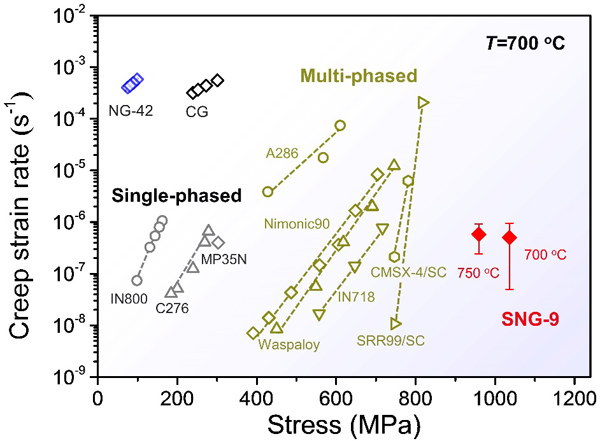 T=700 °C
Multi-phased
NG-42
CG
A286
Single-phased
Nimonic90
MP35N
IN800
C276
CMSX-4/SC
IN718
Waspaloy
SRR99/SC
750 °C
700 °C
SNG-9
Creep strain rate (s⁻¹)
10⁻²
10⁻³
10⁻⁴
10⁻⁵
10⁻⁶
10⁻⁷
10⁻⁸
10⁻⁹
0 200 400 600 800 1000 1200
Stress (MPa)